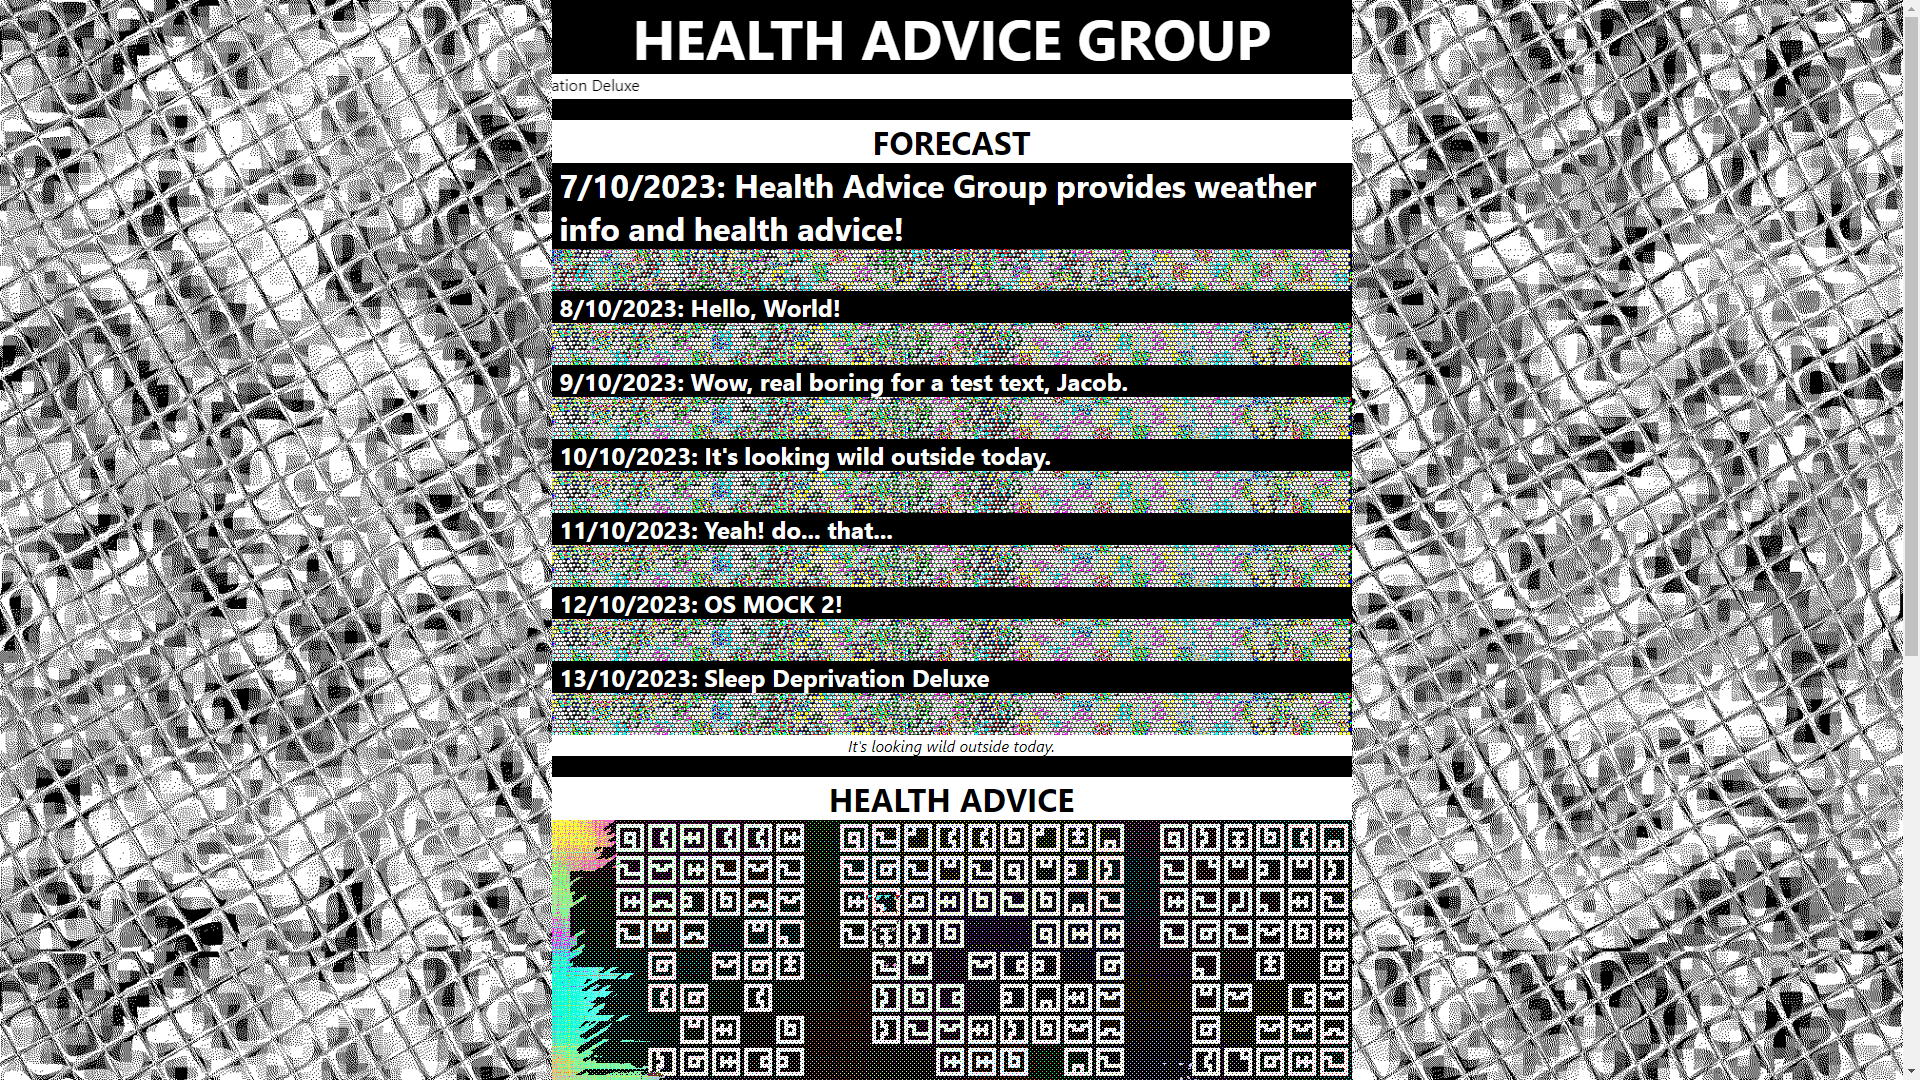 HEALTH ADVICE GROUP
ation Deluxe
FORECAST
7/10/2023: Health Advice Group provides weather
info and health advice!
8/10/2023: Hello, World!
9/10/2023: Wow, real boring for a test text, Jacob.
10/10/2023: It's looking wild outside today.
11/10/2023: Yeah! do... that...
12/10/2023: OS MOCK 2!
13/10/2023: Sleep Deprivation Deluxe
It's looking wild outside today.
HEALTH ADVICE